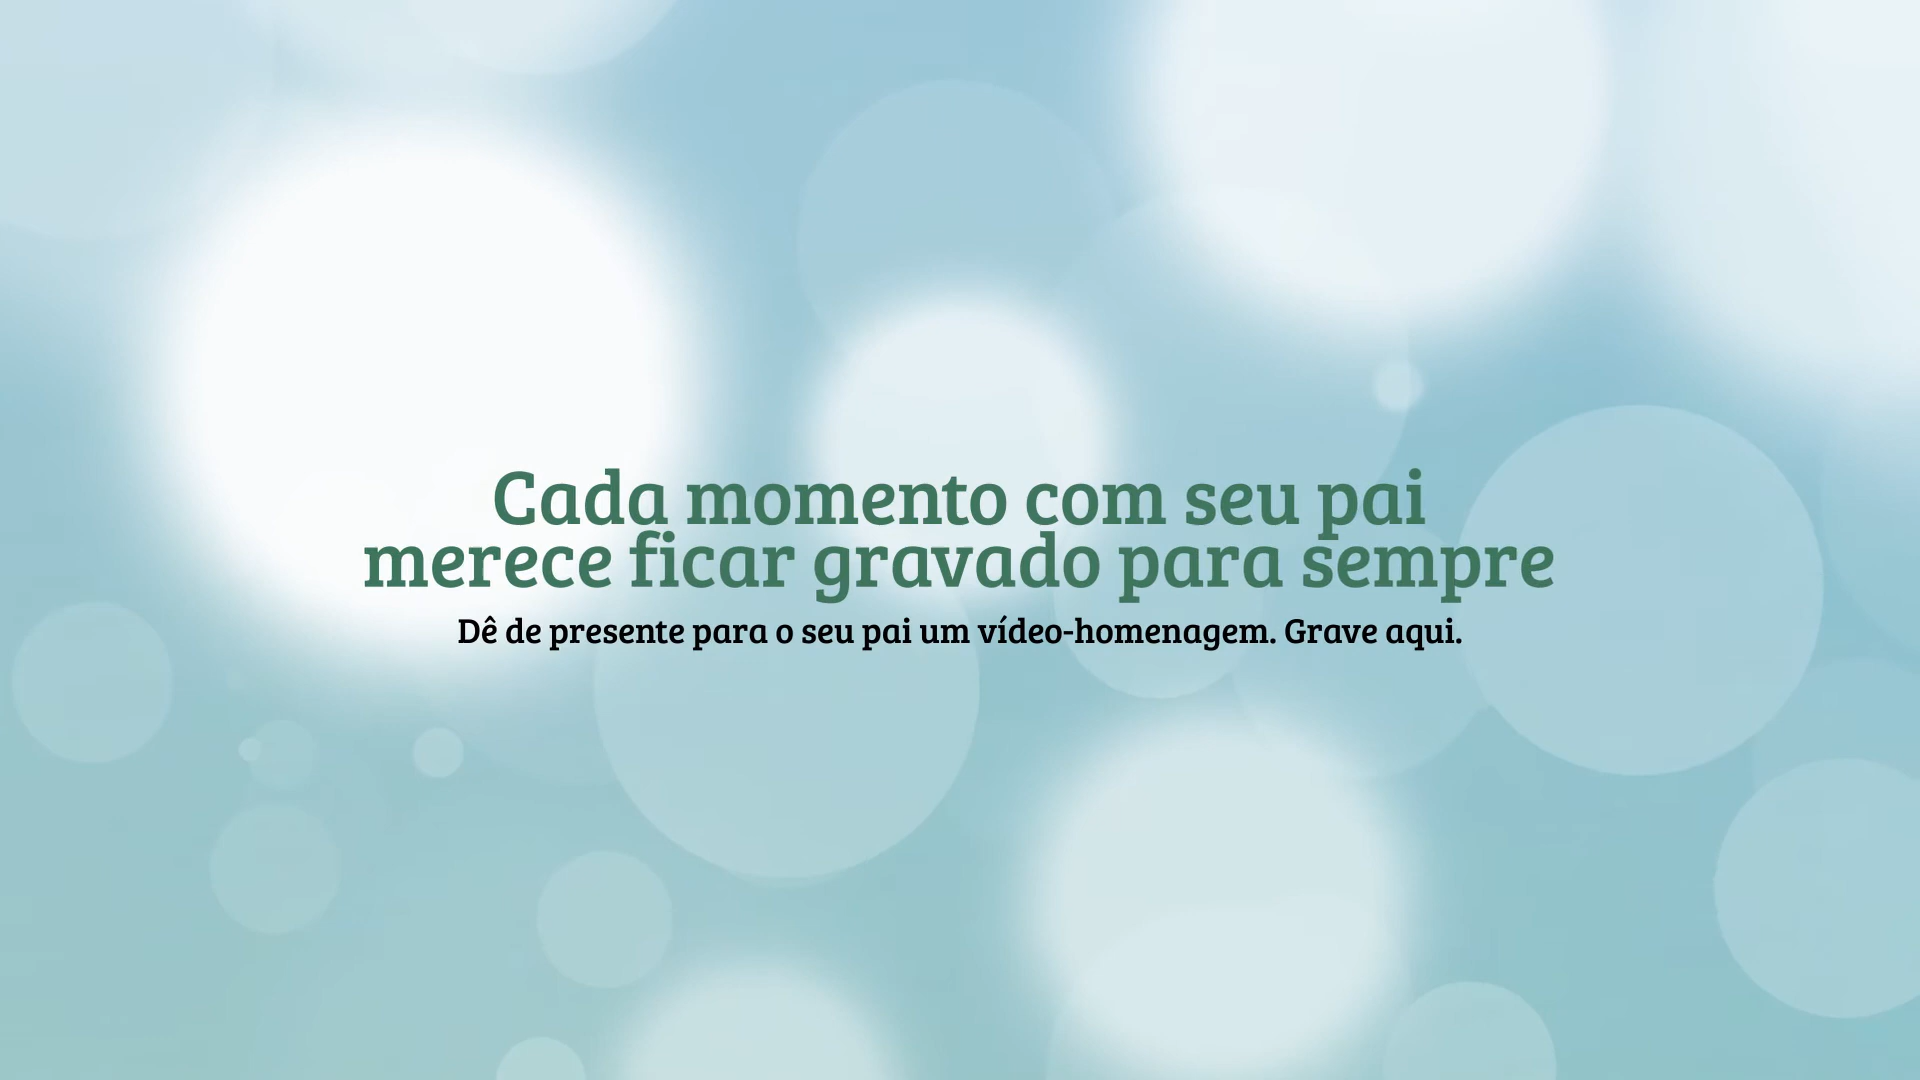 Cada momento com seu pai
merece ficar gravado para sempre
Dê de presente para o seu pai um vídeo-homenagem. Grave aqui.